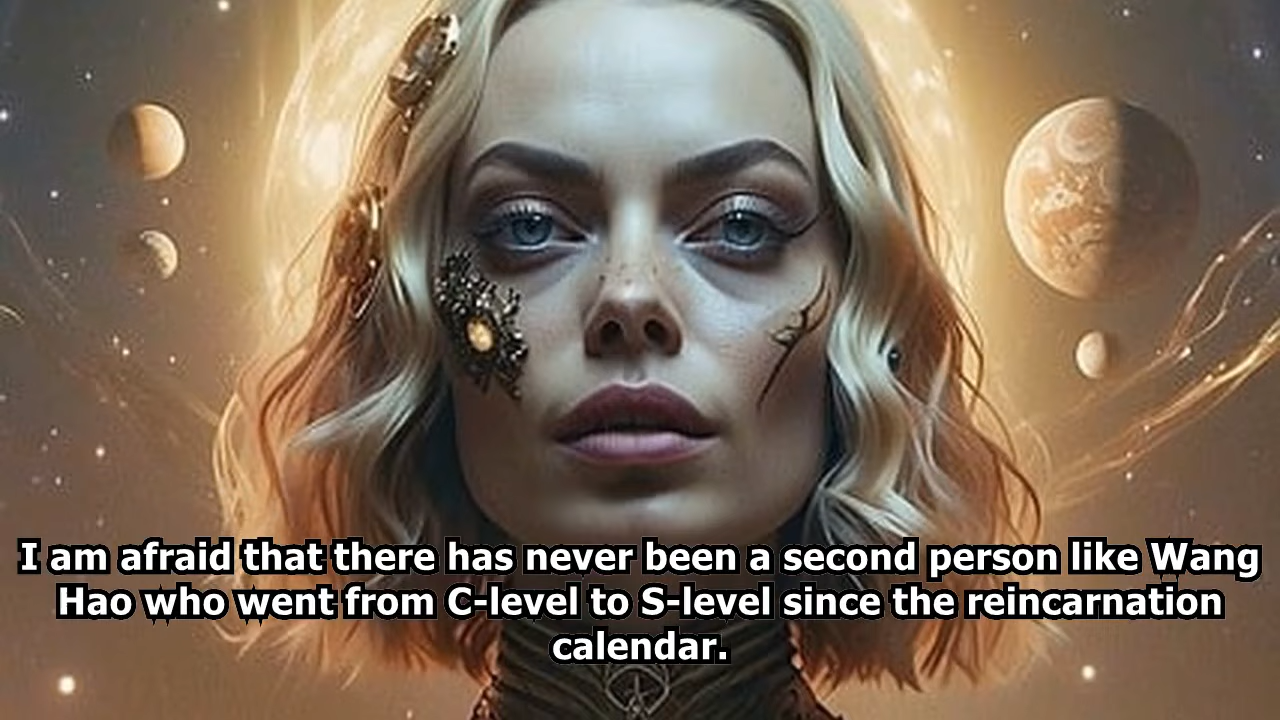 I am afraid that there has never been a second person like Wang
Hao who went from C-level to S-level since the reincarnation
calendar.